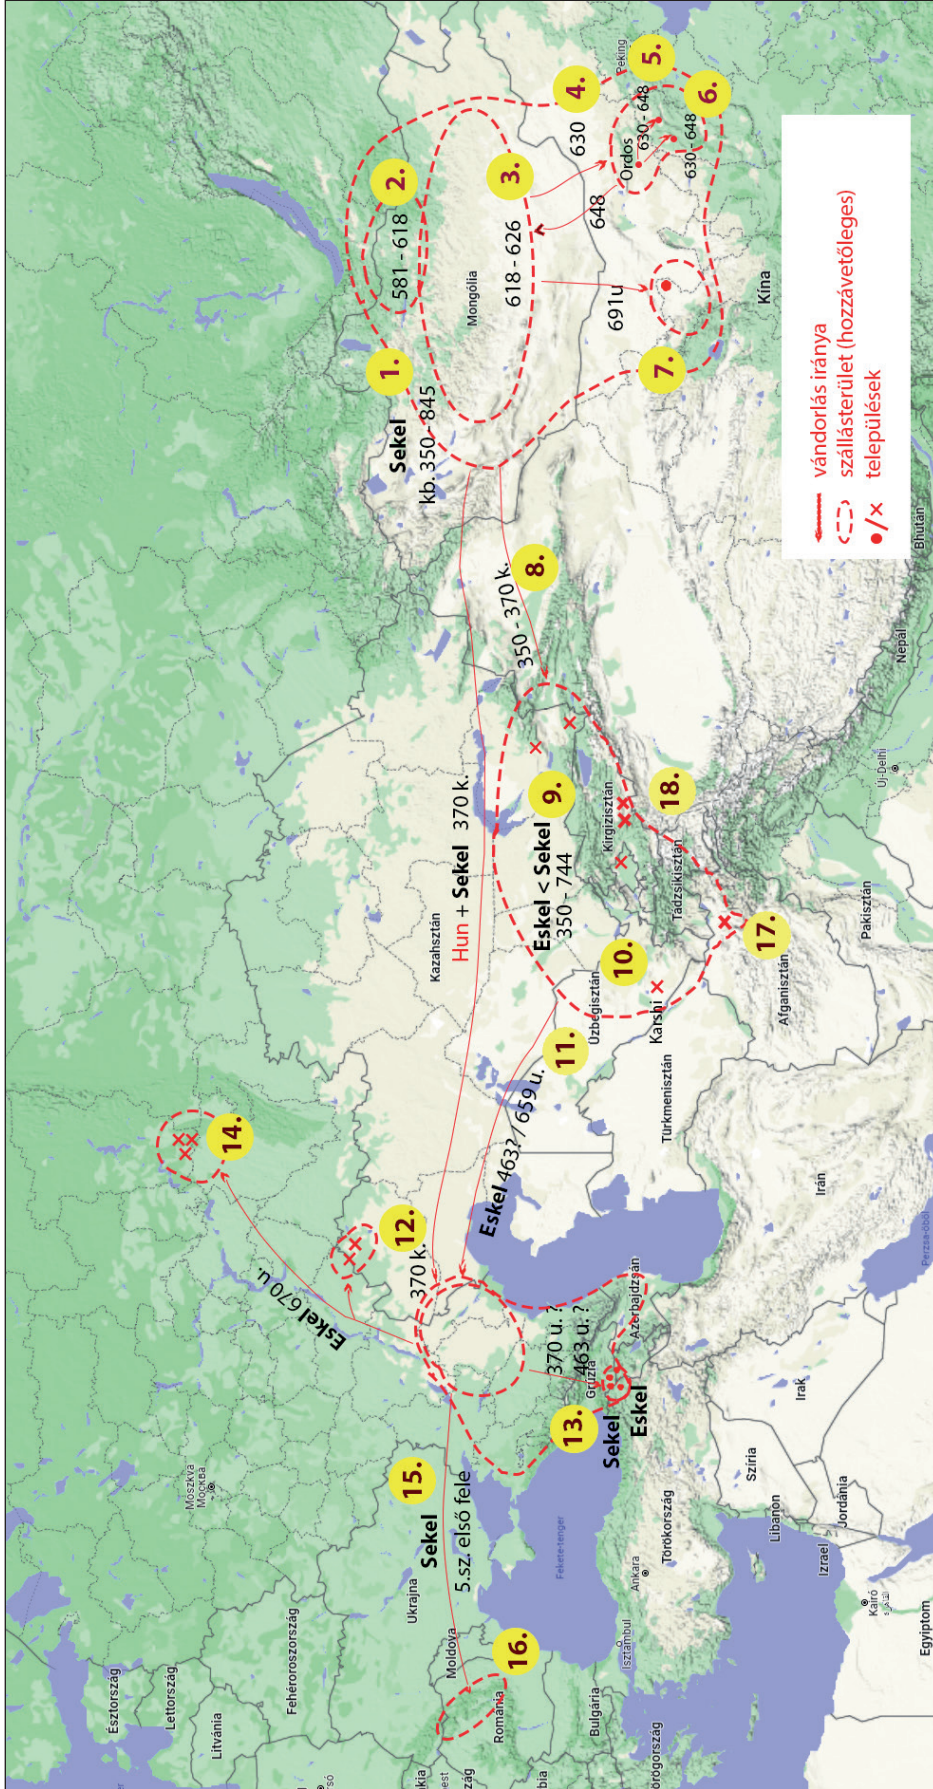 Észtország
Lettország
Litvánia
Fehéroroszország
Moszkva
Москва
14.
Eskel 670 u.
12.
370 k.
15.
Sekel
5.sz. első fele
Ukrajna
Moldova
16.
Románia
Bulgária
Isztambul
Fekete-tenger
Ankara
Törökország
13.
370 u. ?
463 u. ?
Grúzia
Sekel
Eskel
Azerbajdzsán
Szíria
Libanon
Izrael
Jordánia
Irak
Kairó
Egyiptom
Irán
Perzsa-öböl
Kazahsztán
Hun + Sekel 370 k.
Eskel 463? / 659 u.
11.
Üzbegisztán
10.
Karshi
Türkmenisztán
Eskel < Sekel
350 - 744
9.
Kirgizisztán
Tádzsikisztán
18.
17.
Afganisztán
Pakisztán
Új-Delhi
Nepál
Bhután
8.
350 - 370 k.
Sekel
kb. 350 - 845
1.
581 - 618
2.
Mongólia
618 - 626
3.
648
630
4.
Peking
5.
Ordos
630 - 648
6.
630 - 648
691u
7.
Kína
vándorlás iránya
szállásterület (hozzávetőleges)
●/× települések